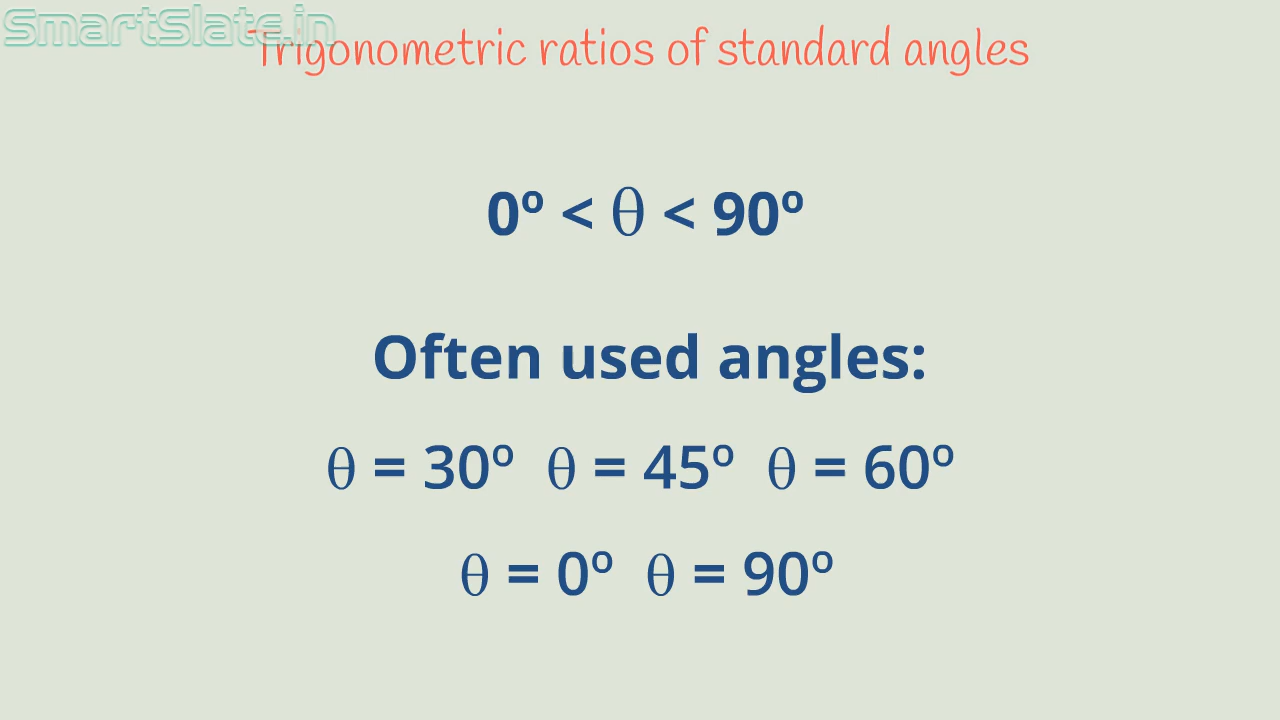 SmartSlate.in
Trigonometric ratios of standard angles
0º < θ < 90º
Often used angles:
θ = 30º θ = 45º θ = 60º
θ = 0º θ = 90º